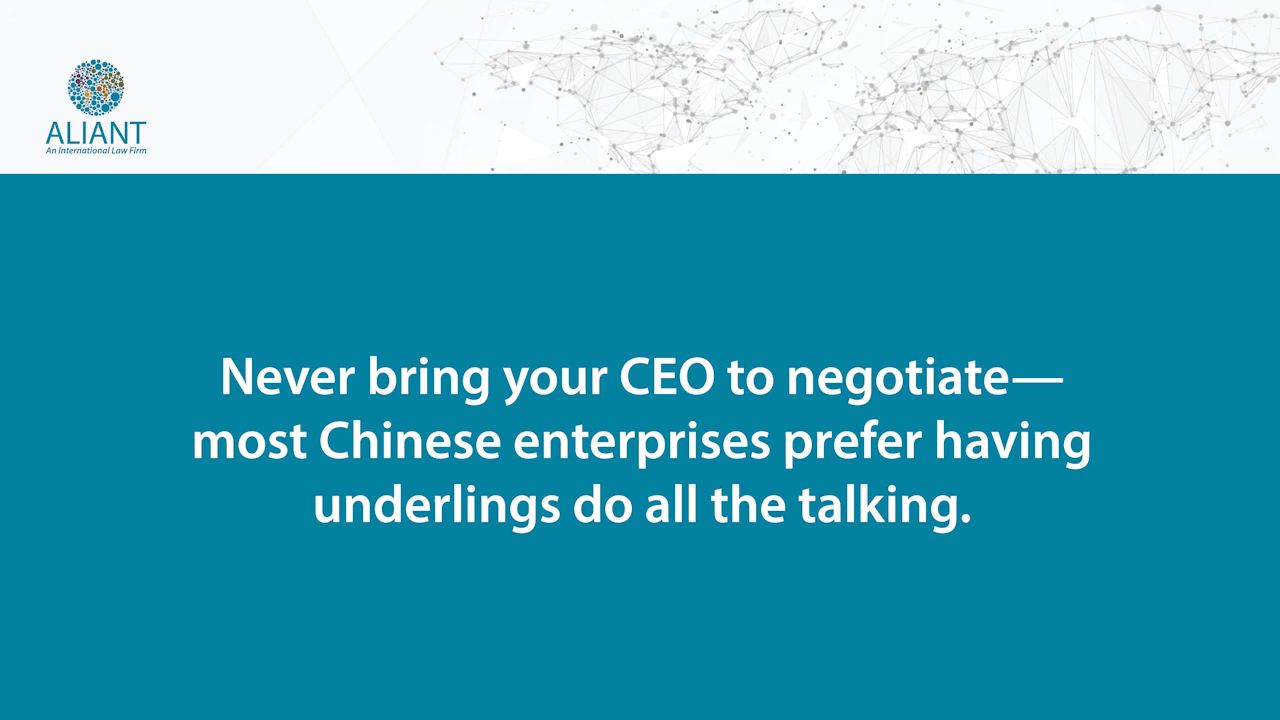 ALIANT
An International Law Firm
Never bring your CEO to negotiate—
most Chinese enterprises prefer having
underlings do all the talking.